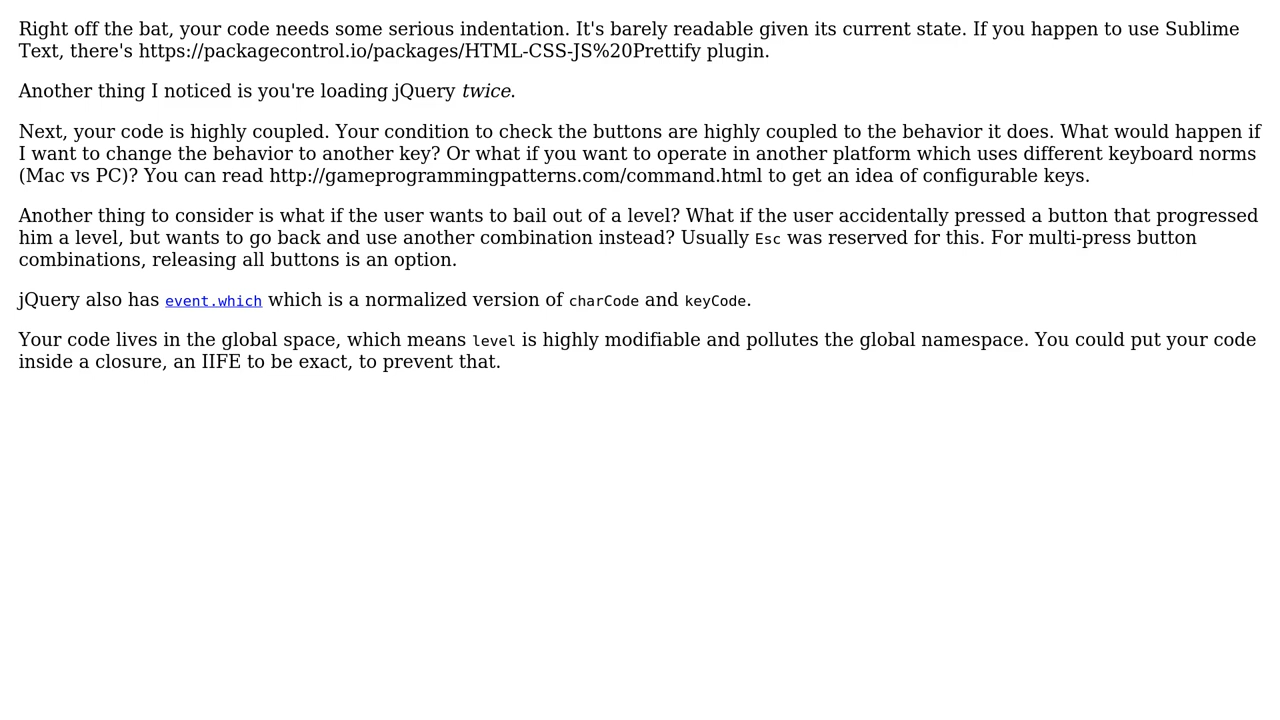 Right off the bat, your code needs some serious indentation. It's barely readable given its current state. If you happen to use Sublime
Text, there's https://packagecontrol.io/packages/HTML-CSS-JS%20Prettify plugin.
Another thing I noticed is you're loading jQuery twice.
Next, your code is highly coupled. Your condition to check the buttons are highly coupled to the behavior it does. What would happen if
I want to change the behavior to another key? Or what if you want to operate in another platform which uses different keyboard norms
(Mac vs PC)? You can read http://gameprogrammingpatterns.com/command.html to get an idea of configurable keys.
Another thing to consider is what if the user wants to bail out of a level? What if the user accidentally pressed a button that progressed
him a level, but wants to go back and use another combination instead? Usually Esc was reserved for this. For multi-press button
combinations, releasing all buttons is an option.
jQuery also has event.which which is a normalized version of charCode and keyCode.
Your code lives in the global space, which means level is highly modifiable and pollutes the global namespace. You could put your code
inside a closure, an IIFE to be exact, to prevent that.